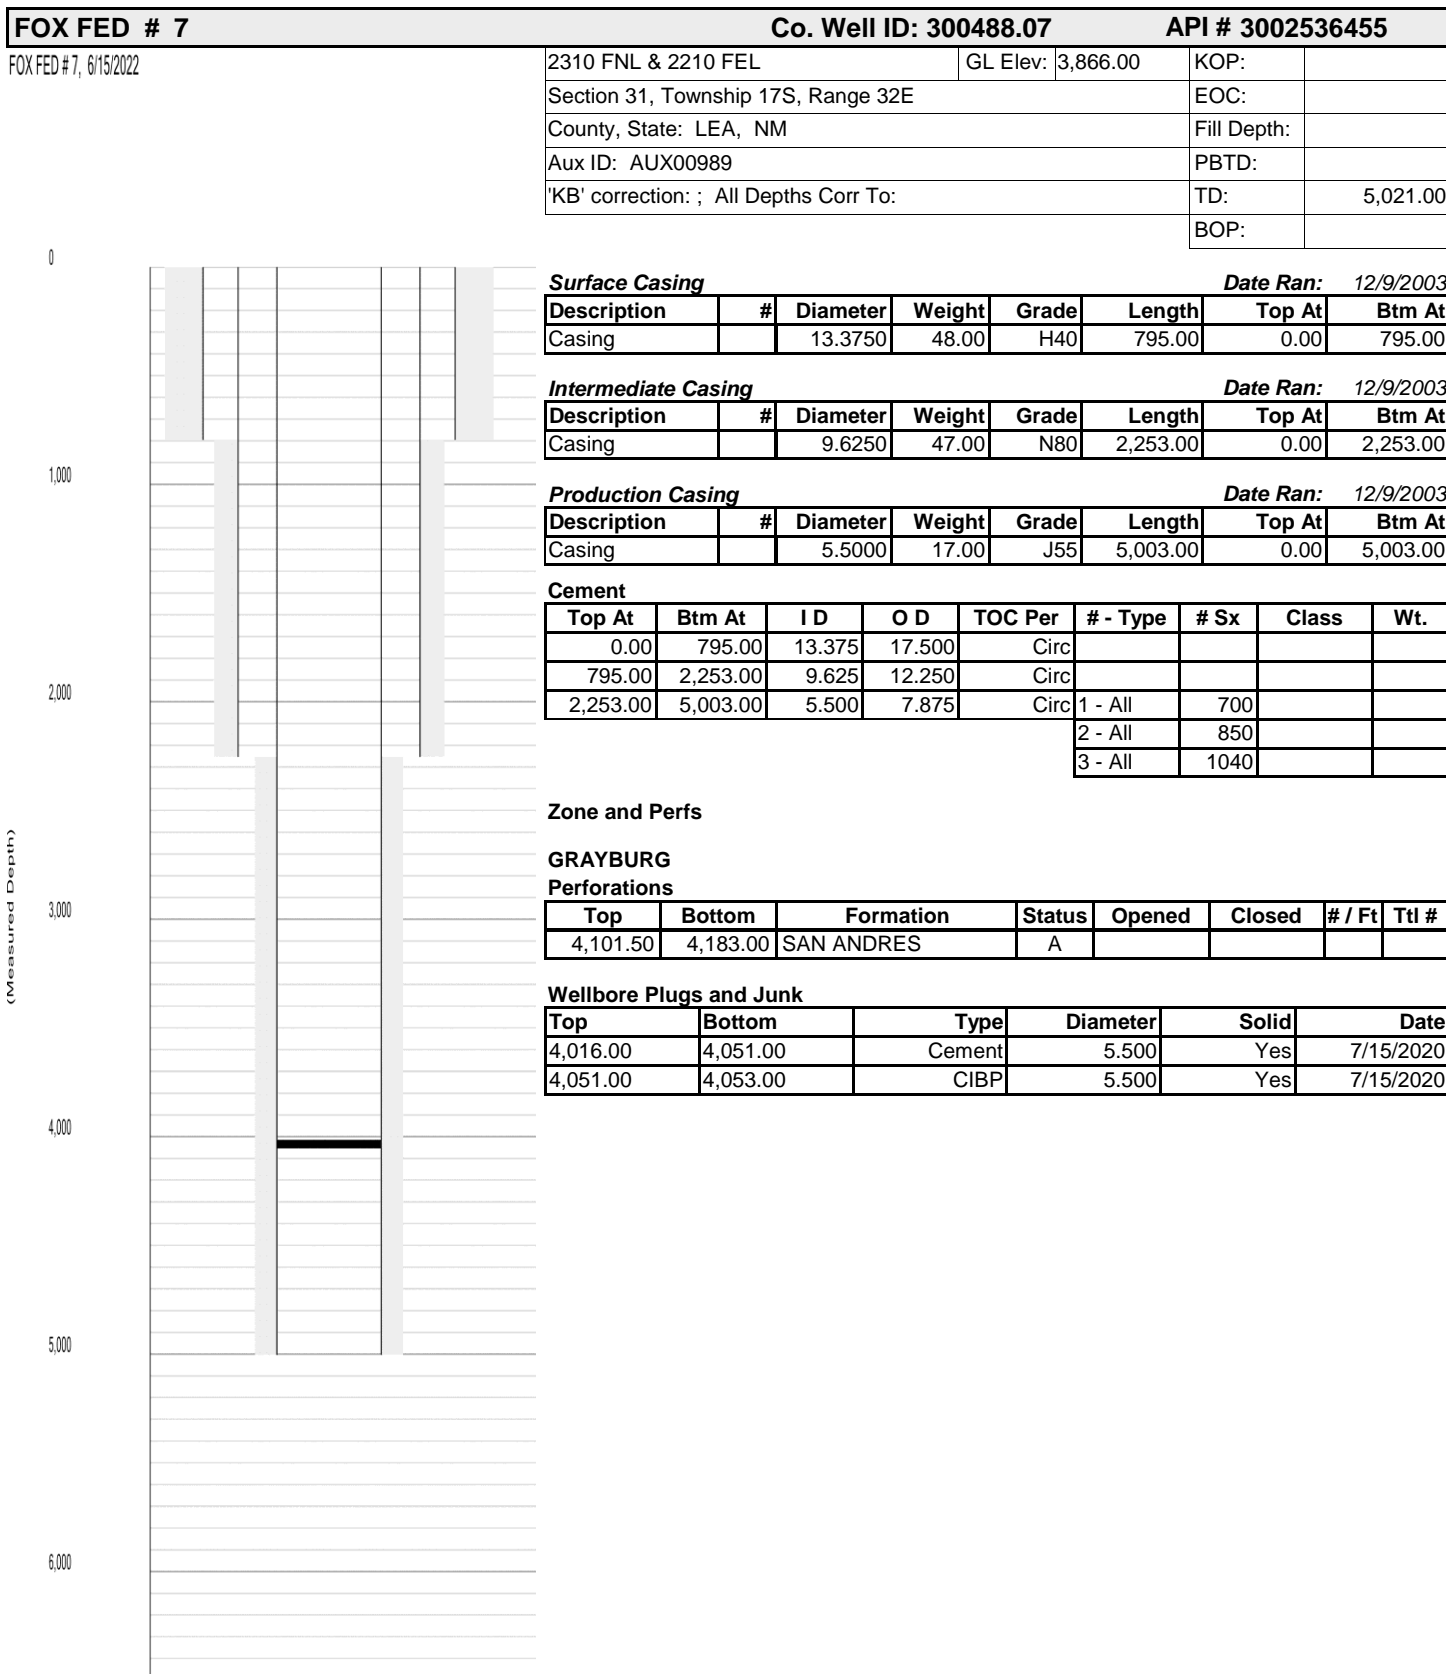 FOX FED # 7 Co. Well ID: 300488.07 API # 3002536455
FOX FED # 7, 6/15/2022
2310 FNL & 2210 FEL GL Elev: 3,866.00 KOP:
Section 31, Township 17S, Range 32E EOC:
County, State: LEA, NM Fill Depth:
Aux ID: AUX00989 PBTD:
'KB' correction: ; All Depths Corr To: TD: 5,021.00
BOP:
0
1,000
2,000
3,000
4,000
5,000
6,000
(Measured Depth)
Surface Casing Date Ran: 12/9/2003
Description # Diameter Weight Grade Length Top At Btm At
Casing 13.3750 48.00 H40 795.00 0.00 795.00
Intermediate Casing Date Ran: 12/9/2003
Description # Diameter Weight Grade Length Top At Btm At
Casing 9.6250 47.00 N80 2,253.00 0.00 2,253.00
Production Casing Date Ran: 12/9/2003
Description # Diameter Weight Grade Length Top At Btm At
Casing 5.5000 17.00 J55 5,003.00 0.00 5,003.00
Cement
Top At Btm At I D O D TOC Per # - Type # Sx Class Wt.
0.00 795.00 13.375 17.500 Circ
795.00 2,253.00 9.625 12.250 Circ
2,253.00 5,003.00 5.500 7.875 Circ 1 - All 700
2 - All 850
3 - All 1040
Zone and Perfs
GRAYBURG
Perforations
Top Bottom Formation Status Opened Closed # / Ft Ttl #
4,101.50 4,183.00 SAN ANDRES A
Wellbore Plugs and Junk
Top Bottom Type Diameter Solid Date
4,016.00 4,051.00 Cement 5.500 Yes 7/15/2020
4,051.00 4,053.00 CIBP 5.500 Yes 7/15/2020